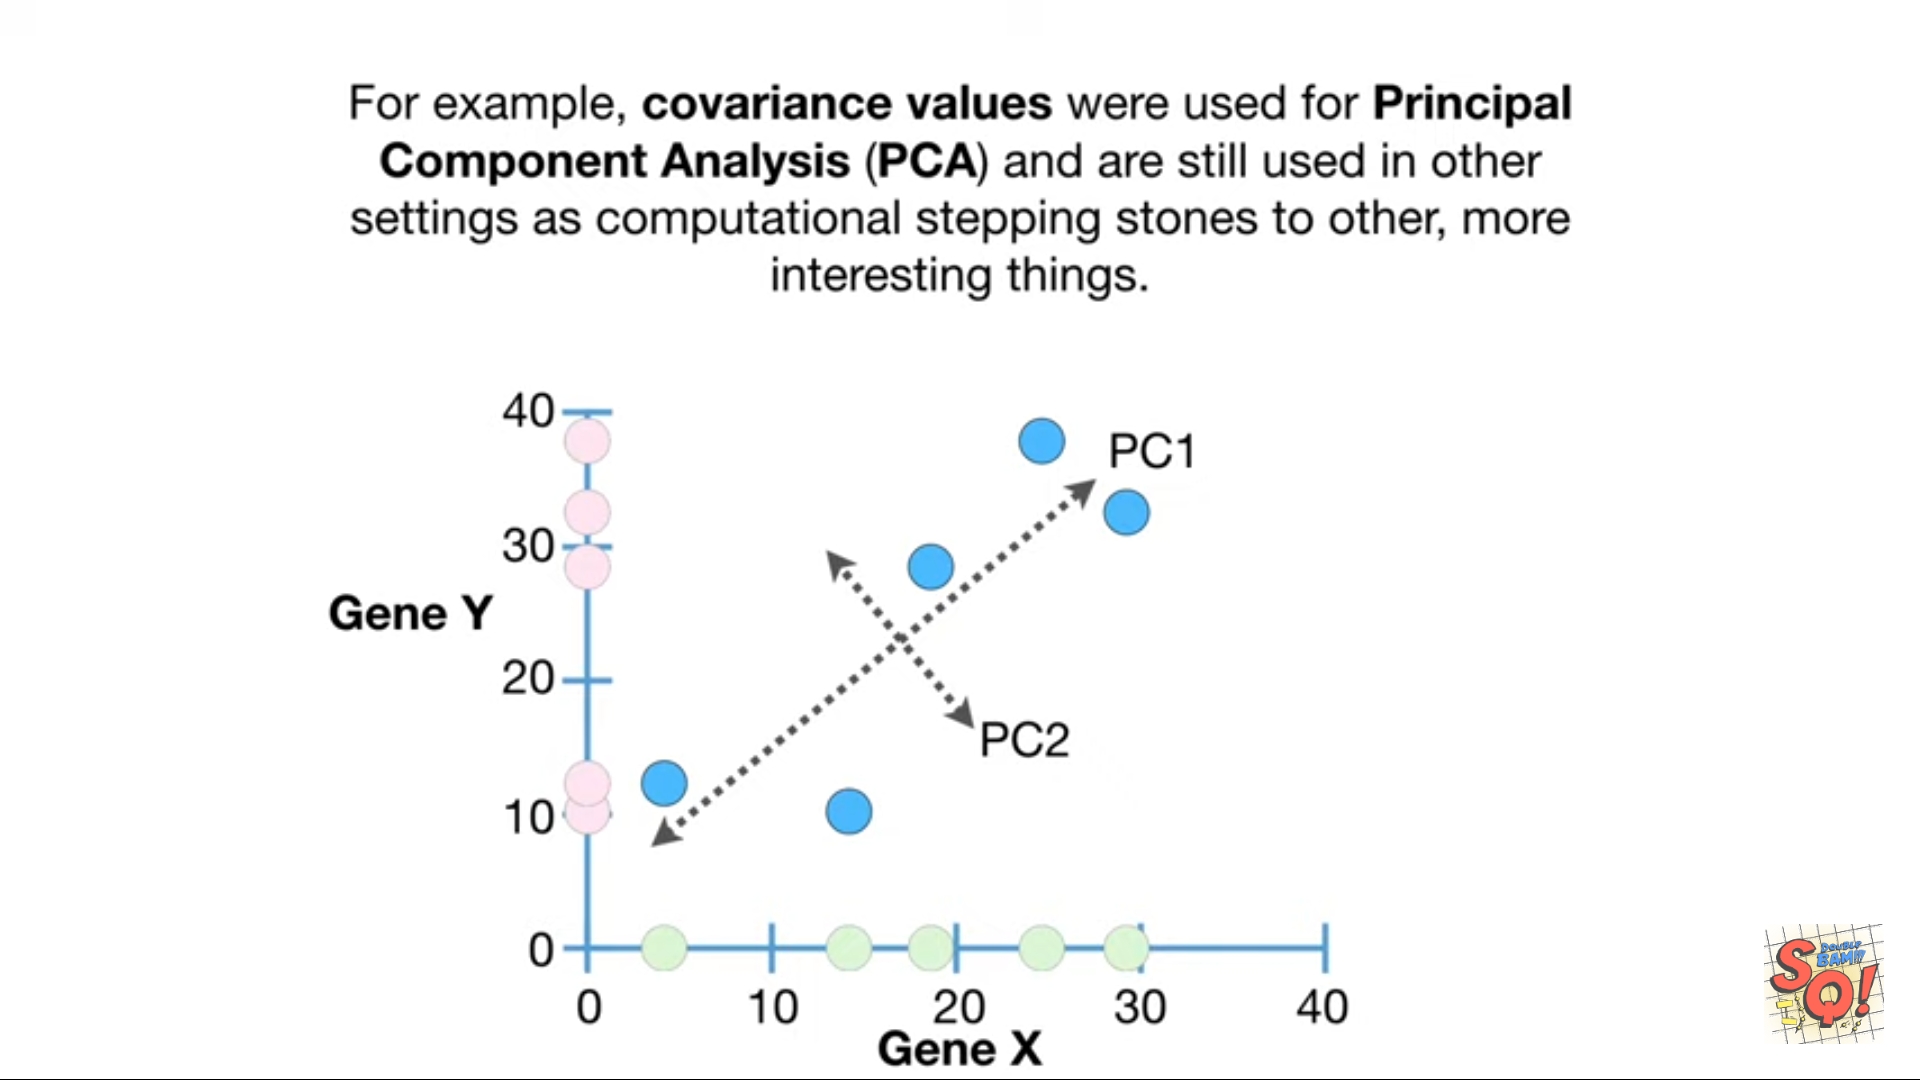 For example, covariance values were used for Principal
Component Analysis (PCA) and are still used in other
settings as computational stepping stones to other, more
interesting things.
40
PC1
30
Gene Y
20
PC2
10
0
0 10 20 30 40
Gene X
DOUBLE
BAM!!
SQ!